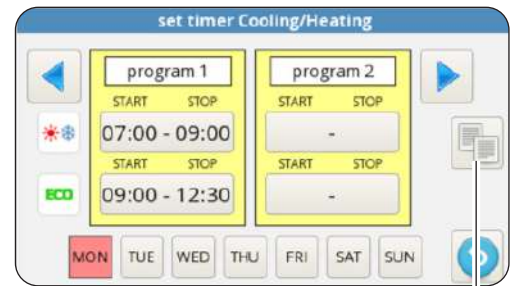 set timer Cooling/Heating
program 1
program 2
START STOP
START STOP
07:00 - 09:00
-
START STOP
START STOP
ECO
09:00 - 12:30
-
MON TUE WED THU FRI SAT SUN